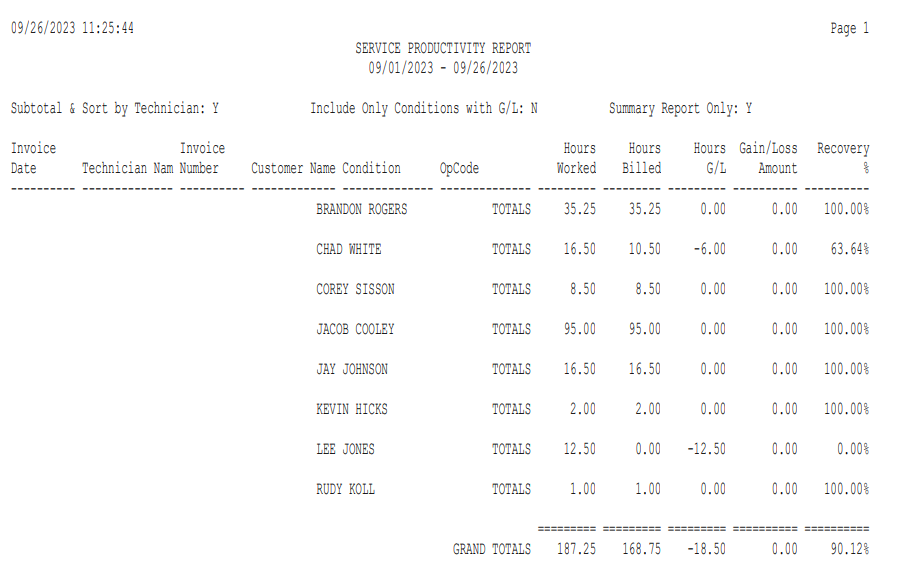 09/26/2023 11:25:44 Page 1
SERVICE PRODUCTIVITY REPORT
09/01/2023 - 09/26/2023
Subtotal & Sort by Technician: Y Include Only Conditions with G/L: N Summary Report Only: Y
Invoice Invoice Hours Hours Hours Gain/Loss Recovery
Date Technician Nam Number Customer Name Condition OpCode Worked Billed G/L Amount %
---------- -------------- ---------- ------------- -------------- -------------- --------- --------- --------- ---------- ----------
BRANDON ROGERS TOTALS 35.25 35.25 0.00 0.00 100.00%
CHAD WHITE TOTALS 16.50 10.50 -6.00 0.00 63.64%
COREY SISSON TOTALS 8.50 8.50 0.00 0.00 100.00%
JACOB COOLEY TOTALS 95.00 95.00 0.00 0.00 100.00%
JAY JOHNSON TOTALS 16.50 16.50 0.00 0.00 100.00%
KEVIN HICKS TOTALS 2.00 2.00 0.00 0.00 100.00%
LEE JONES TOTALS 12.50 0.00 -12.50 0.00 0.00%
RUDY KOLL TOTALS 1.00 1.00 0.00 0.00 100.00%
========= ========= ========= ========== ==========
GRAND TOTALS 187.25 168.75 -18.50 0.00 90.12%